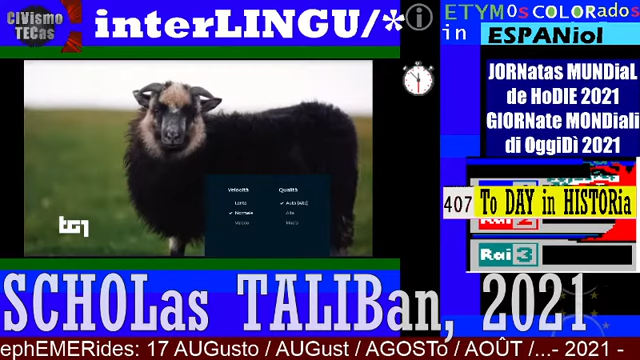 CIVismo
TECas
interLINGU/*
ETYMOs COLORados
in ESPANiol
JORNatas MUNDiaL
de HoDIE 2021
GIORNate MONDiali
di OggiDì 2021
407 To DAY in HISTORia
Rai 2
Rai 3
Velocità
Qualità
Lenta
Auto
Normale
Alta
Veloce
Media
tg1
SCHOLas TALIBan, 2021
ephEMERides: 17 AUGusto / AUGust / AGOSTo / AOÛT /...- 2021 -